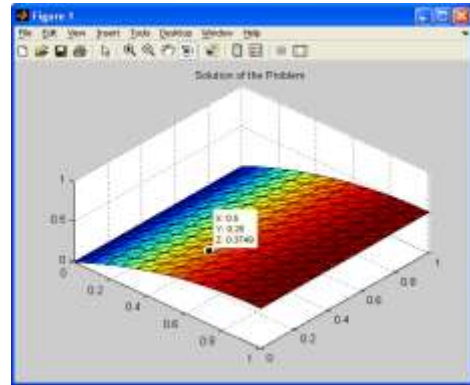 Figure 1
File Edit View Insert Tools Desktop Window Help
Solution of the Problem
1
0.5
0
X: 0.5
Y: 0.25
Z: 0.3749
0
0.2
0.4
0.6
0.8
1
0
0.2
0.4
0.6
0.8
1